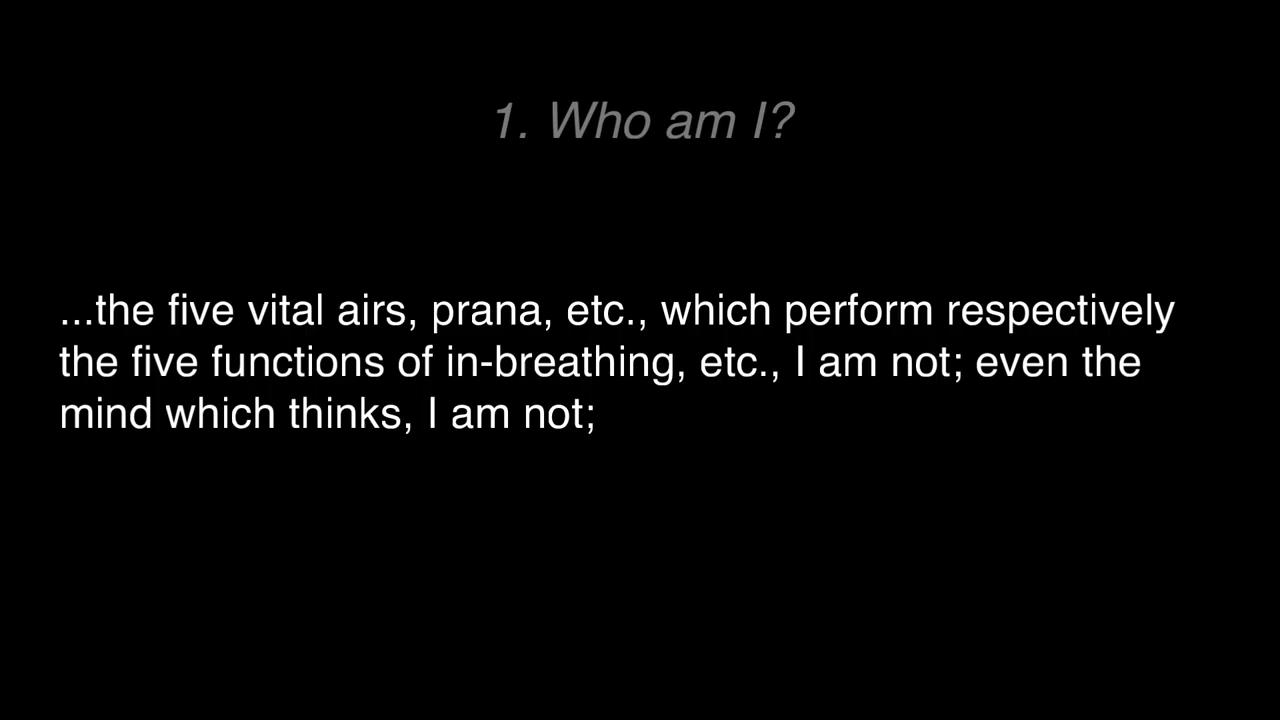 1. Who am I?
...the five vital airs, prana, etc., which perform respectively
the five functions of in-breathing, etc., I am not; even the
mind which thinks, I am not;